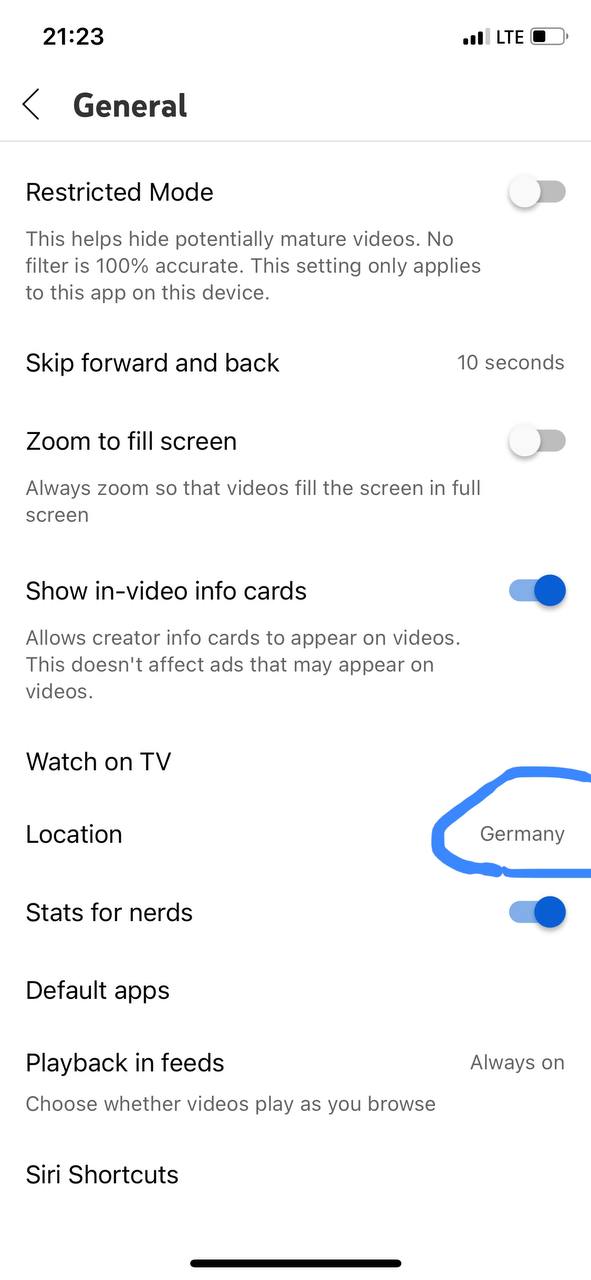 21:23 LTE
General
Restricted Mode
This helps hide potentially mature videos. No
filter is 100% accurate. This setting only applies
to this app on this device.
Skip forward and back 10 seconds
Zoom to fill screen
Always zoom so that videos fill the screen in full
screen
Show in-video info cards
Allows creator info cards to appear on videos.
This doesn't affect ads that may appear on
videos.
Watch on TV
Location Germany
Stats for nerds
Default apps
Playback in feeds Always on
Choose whether videos play as you browse
Siri Shortcuts